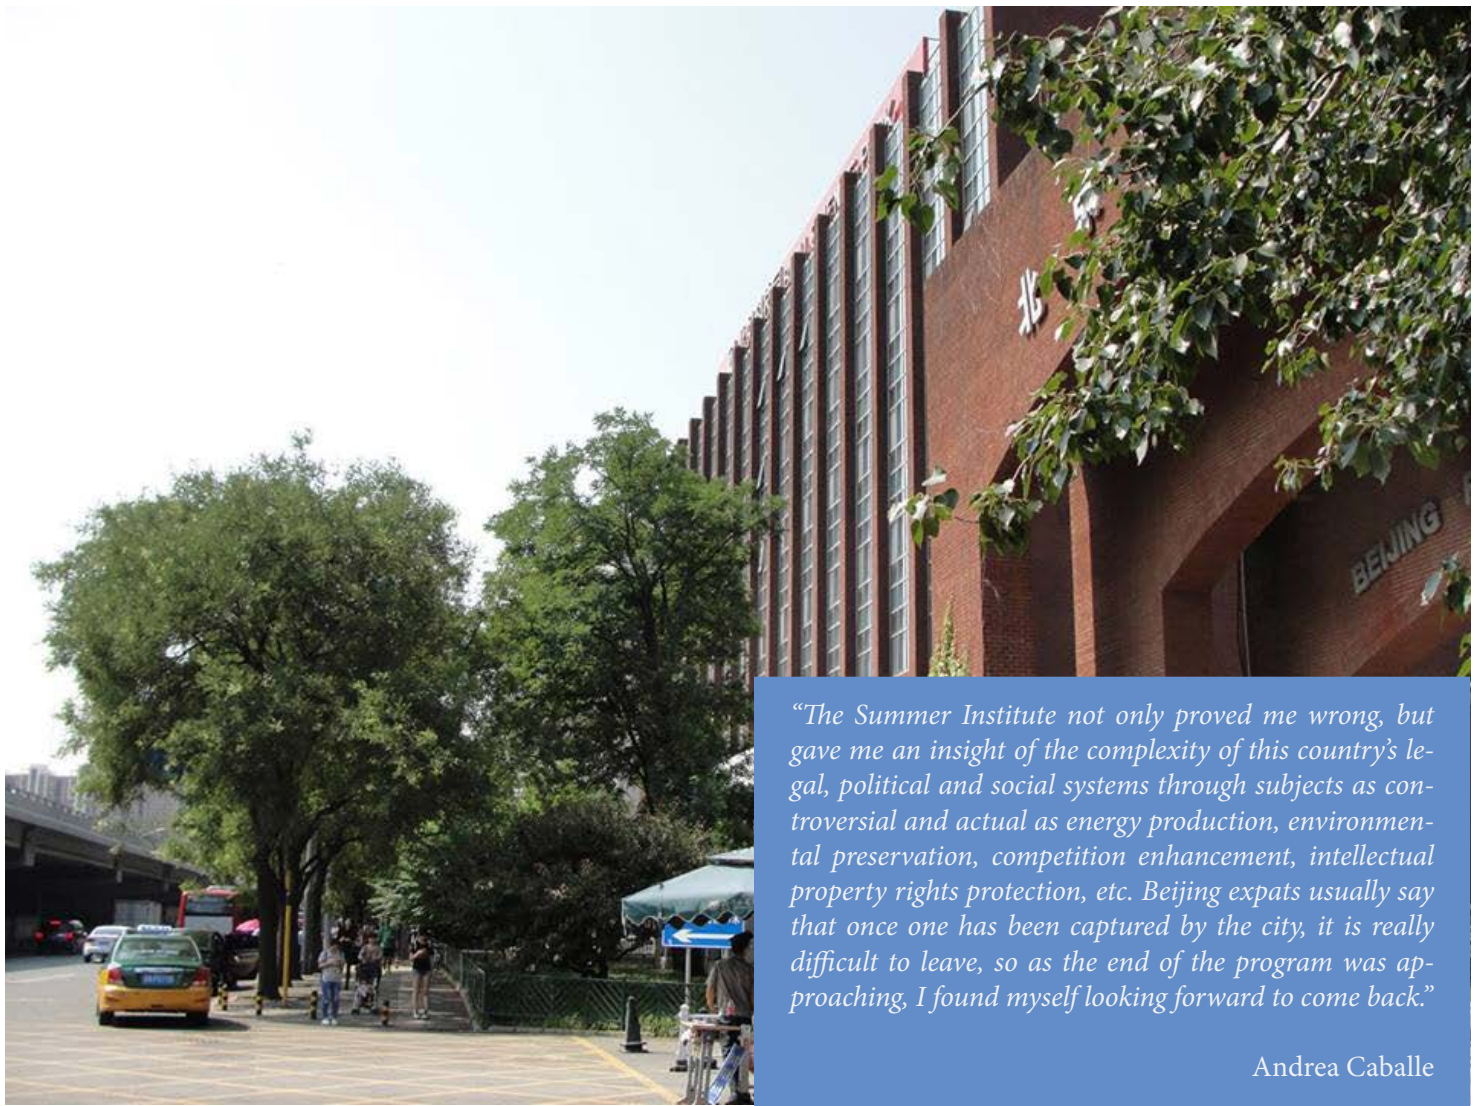 北
BEIJING
“The Summer Institute not only proved me wrong, but
gave me an insight of the complexity of this country’s le-
gal, political and social systems through subjects as con-
troversial and actual as energy production, environmen-
tal preservation, competition enhancement, intellectual
property rights protection, etc. Beijing expats usually say
that once one has been captured by the city, it is really
difficult to leave, so as the end of the program was ap-
proaching, I found myself looking forward to come back.”
Andrea Caballe